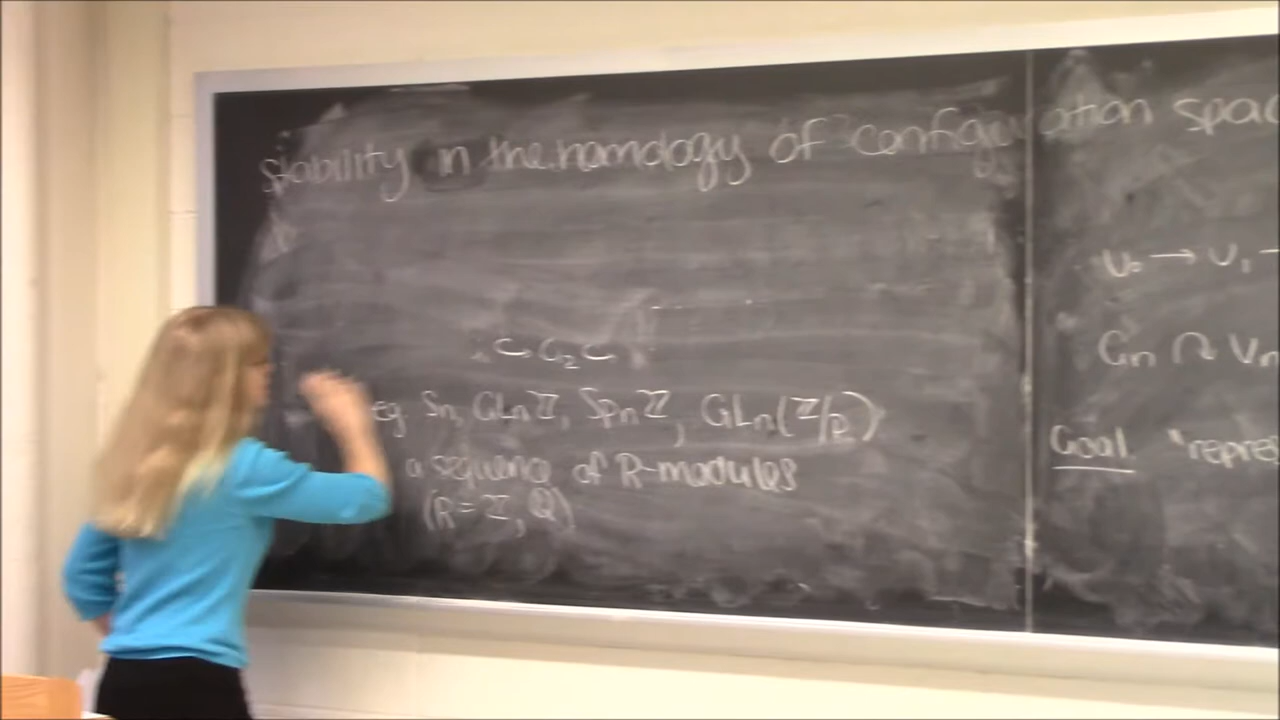 Stability in the homology of configuration spac
↪ G₂ ↪
eg Sn, GLnℤ, Spnℤ, GLn(ℤ/p)
a sequence of R-modules
(R = ℤ, ℚ)
V₀ → V₁ →
Gn ↷ Vn
Goal "repres